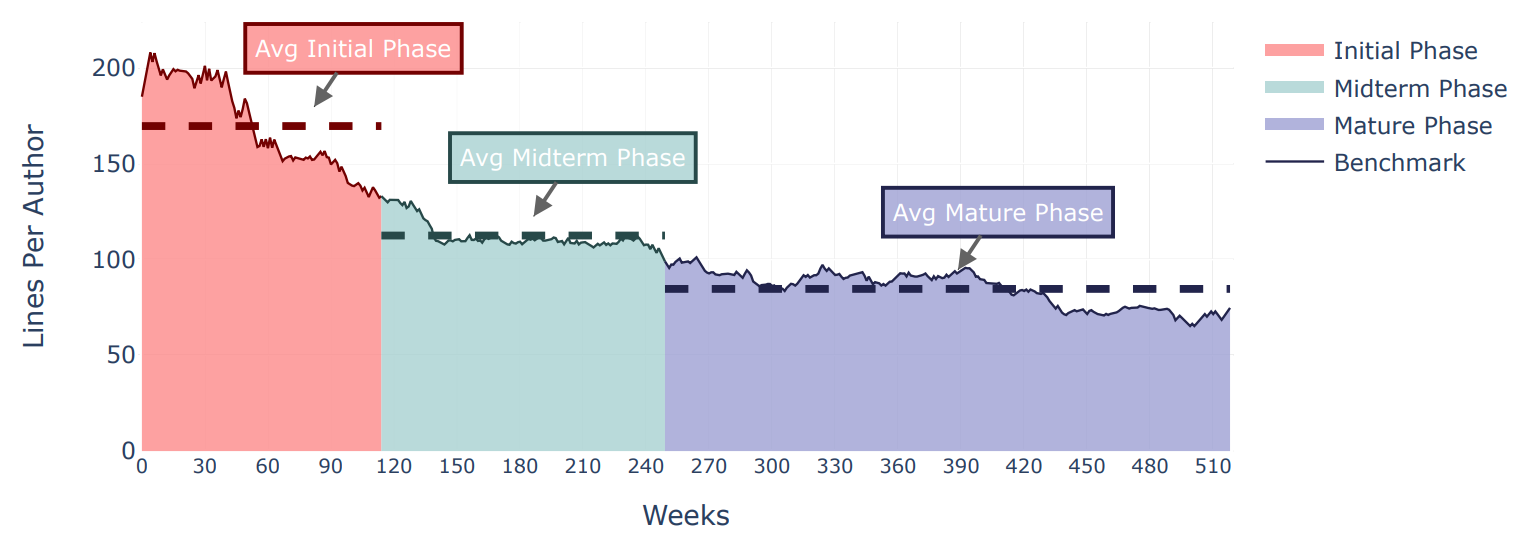 Lines Per Author
200
150
100
50
0
Avg Initial Phase
Avg Midterm Phase
Avg Mature Phase
0 30 60 90 120 150 180 210 240 270 300 330 360 390 420 450 480 510
Weeks
Initial Phase
Midterm Phase
Mature Phase
Benchmark